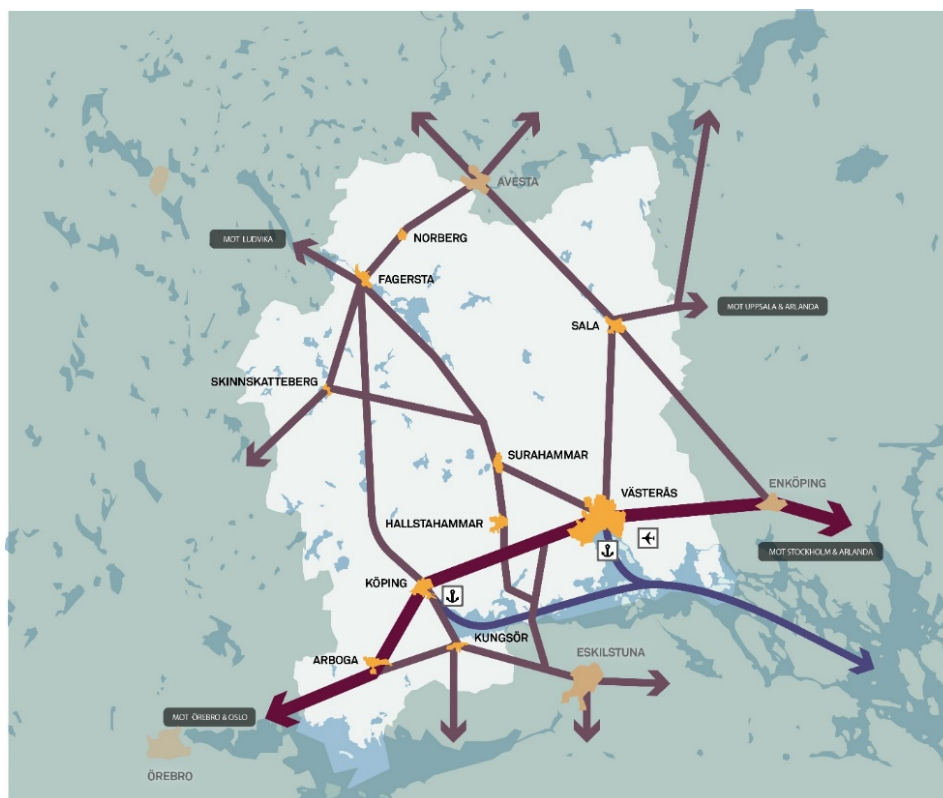 AVESTA
NORBERG
MOT LUDVIKA
FAGERSTA
MOT UPPSALA & ARLANDA
SALA
SKINNSKATTEBERG
SURAHAMMAR
ENKÖPING
VÄSTERÅS
HALLSTAHAMMAR
MOT STOCKHOLM & ARLANDA
KÖPING
KUNGSÖR
ARBOGA
ESKILSTUNA
MOT ÖREBRO & OSLO
ÖREBRO